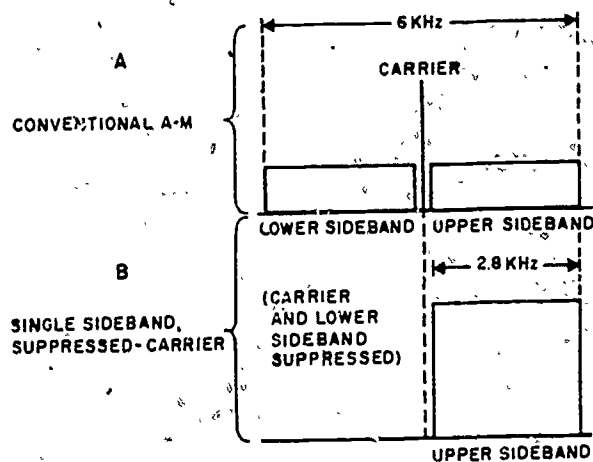 6 KHz
A
CARRIER
CONVENTIONAL A-M
LOWER SIDEBAND
UPPER SIDEBAND
B
2.8 KHz
(CARRIER
AND LOWER
SIDEBAND
SUPPRESSED)
SINGLE SIDEBAND,
SUPPRESSED-CARRIER
UPPER SIDEBAND